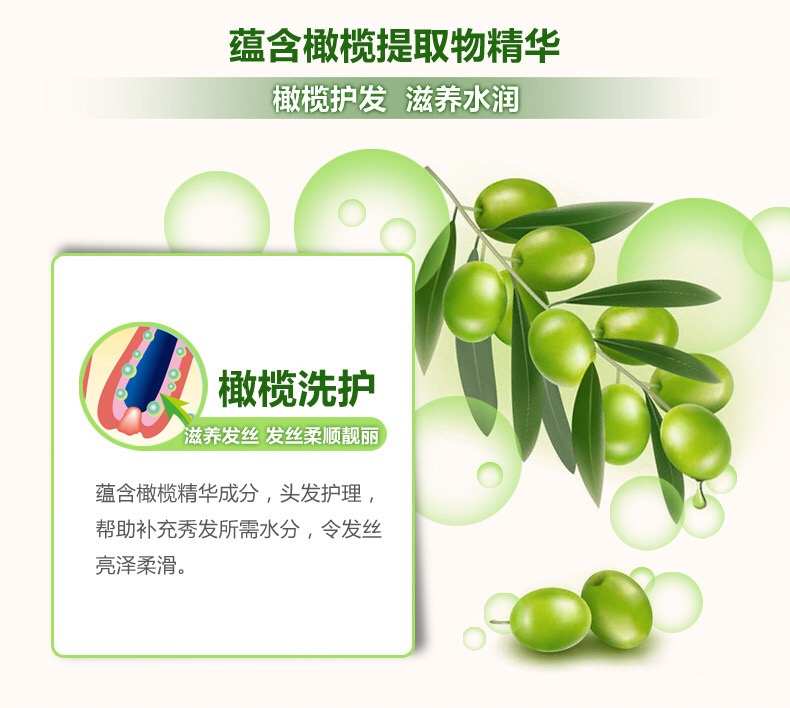 蕴含橄榄提取物精华
橄榄护发 滋养水润
橄榄洗护
滋养发丝 发丝柔顺靓丽
蕴含橄榄精华成分，头发护理，
帮助补充秀发所需水分，令发丝
亮泽柔滑。